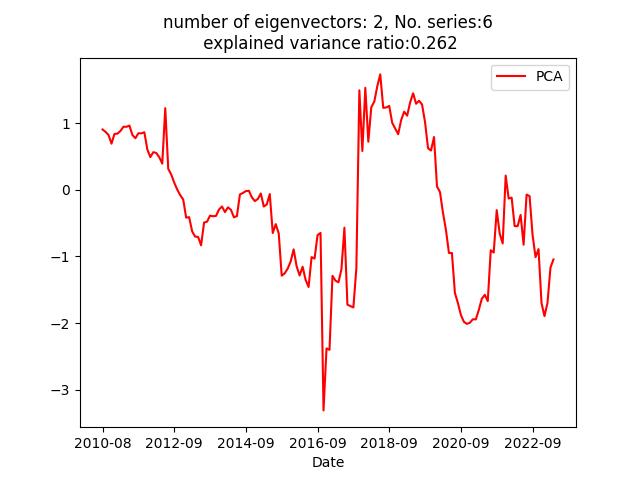 number of eigenvectors: 2, No. series:6
explained variance ratio:0.262
PCA
1
0
−1
−2
−3
2010-08 2012-09 2014-09 2016-09 2018-09 2020-09 2022-09
Date